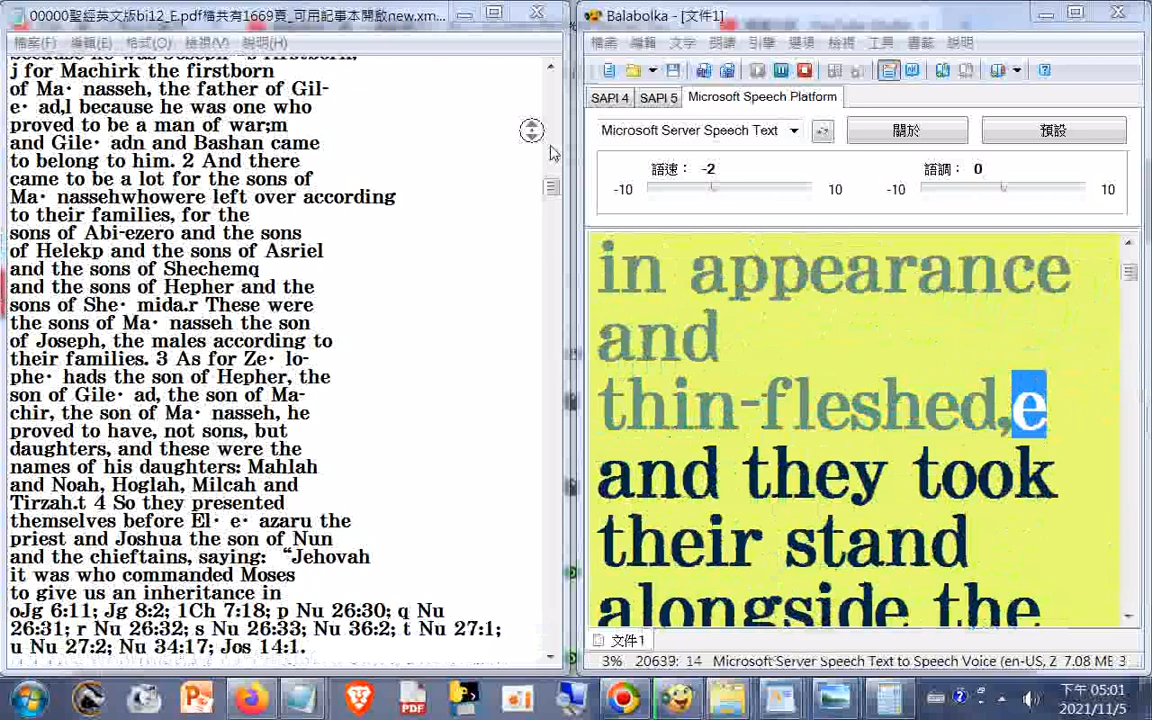 00000聖經英文版bi12_E.pdf檔共有1669頁_可用記事本開啟new.xm...
檔案(F) 編輯(E) 格式(O) 檢視(V) 說明(H)
because he was Joseph's firstborn,
j for Machirk the firstborn
of Ma· nasseh, the father of Gil-
e· ad,l because he was one who
proved to be a man of war;m
and Gile· adn and Bashan came
to belong to him. 2 And there
came to be a lot for the sons of
Ma· nassehwhowere left over according
to their families, for the
sons of Abi-ezero and the sons
of Helekp and the sons of Asriel
and the sons of Shechemq
and the sons of Hepher and the
sons of She· mida.r These were
the sons of Ma· nasseh the son
of Joseph, the males according to
their families. 3 As for Ze· lo-
phe· hads the son of Hepher, the
son of Gile· ad, the son of Ma-
chir, the son of Ma· nasseh, he
proved to have, not sons, but
daughters, and these were the
names of his daughters: Mahlah
and Noah, Hoglah, Milcah and
Tirzah.t 4 So they presented
themselves before El· e· azaru the
priest and Joshua the son of Nun
and the chieftains, saying: “Jehovah
it was who commanded Moses
to give us an inheritance in
oJg 6:11; Jg 8:2; 1Ch 7:18; p Nu 26:30; q Nu
26:31; r Nu 26:32; s Nu 26:33; Nu 36:2; t Nu 27:1;
u Nu 27:2; Nu 34:17; Jos 14:1.
Balabolka - [文件1]
檔案 編輯 文字 朗讀 引擎 選項 檢視 工具 書籤 說明
SAPI 4 SAPI 5 Microsoft Speech Platform
Microsoft Server Speech Text 關於 預設
語速: -2 語調: 0
-10 10 -10 10
in appearance
and
thin-fleshed,e
and they took
their stand
alongside the
文件1
3% 20639: 14 Microsoft Server Speech Text to Speech Voice (en-US, Z 7.08 MB 3
下午 05:01
2021/11/5